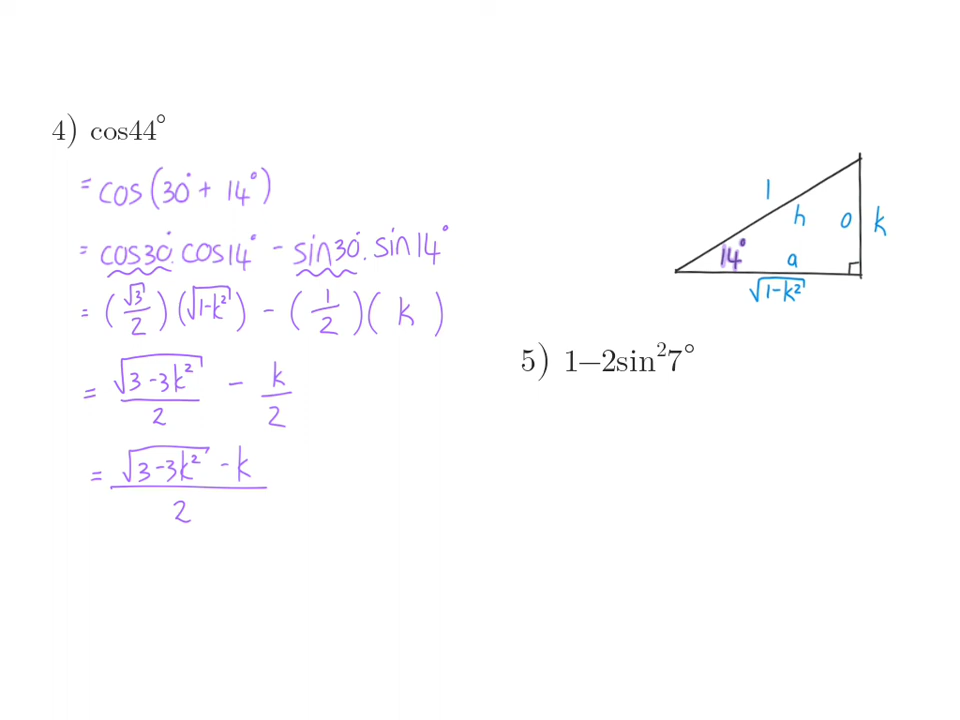 4) cos44°
= cos(30° + 14°)
= cos30°. cos14° - sin30°. sin14°
= (√3/2)(√1-k²) - (1/2)(k)
= √3-3k²/2 - k/2
= √3-3k² - k/2
1
h
o
k
14°
a
√1-k²
5) 1−2sin²7°